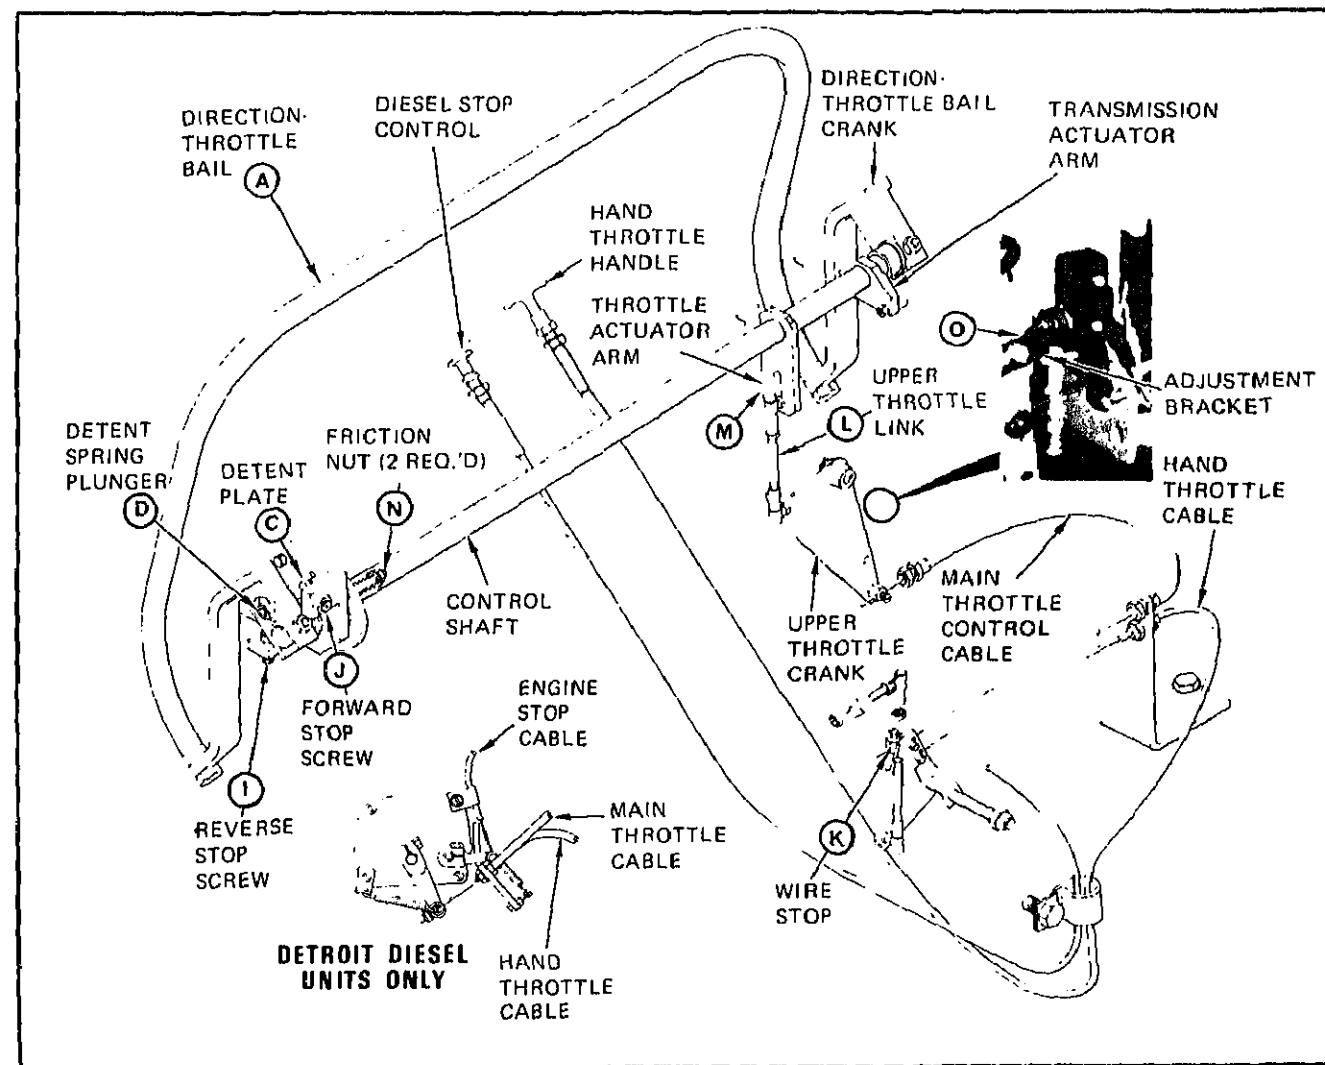 DIRECTION-
THROTTLE
BAIL
A
DIESEL STOP
CONTROL
DIRECTION-
THROTTLE BAIL
CRANK
TRANSMISSION
ACTUATOR
ARM
HAND
THROTTLE
HANDLE
THROTTLE
ACTUATOR
ARM
O
ADJUSTMENT
BRACKET
UPPER
THROTTLE
LINK
L
M
DETENT
SPRING
PLUNGER
D
DETENT
PLATE
C
FRICTION
NUT (2 REQ.'D)
N
HAND
THROTTLE
CABLE
CONTROL
SHAFT
MAIN
THROTTLE
CONTROL
CABLE
UPPER
THROTTLE
CRANK
J
FORWARD
STOP
SCREW
I
REVERSE
STOP
SCREW
ENGINE
STOP
CABLE
MAIN
THROTTLE
CABLE
K
WIRE
STOP
DETROIT DIESEL
UNITS ONLY
HAND
THROTTLE
CABLE